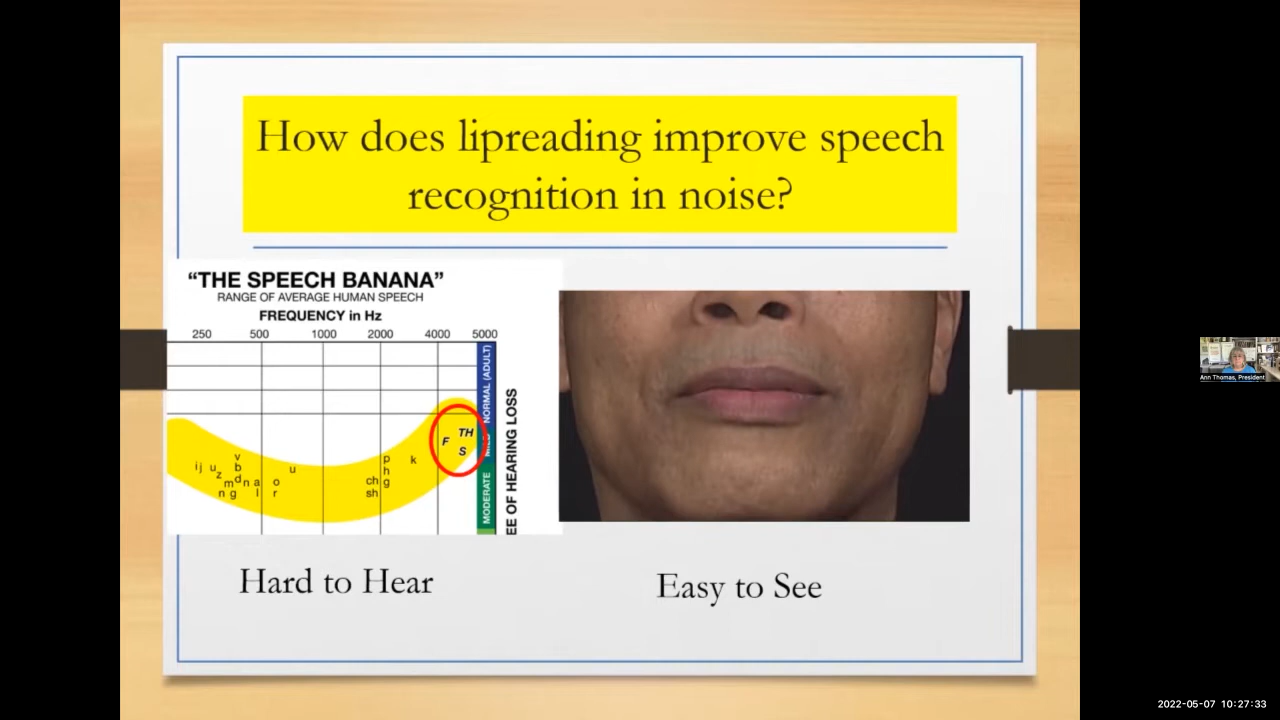 How does lipreading improve speech
recognition in noise?
“THE SPEECH BANANA”
RANGE OF AVERAGE HUMAN SPEECH
FREQUENCY in Hz
250 500 1000 2000 4000 5000
NORMAL (ADULT)
MODERATE
EE OF HEARING LOSS
F TH
S
i j u z v b d m n a n g l
o r
u
p h ch g sh
k
Hard to Hear
Easy to See
Ann Thomas, President
2022-05-07 10:27:33